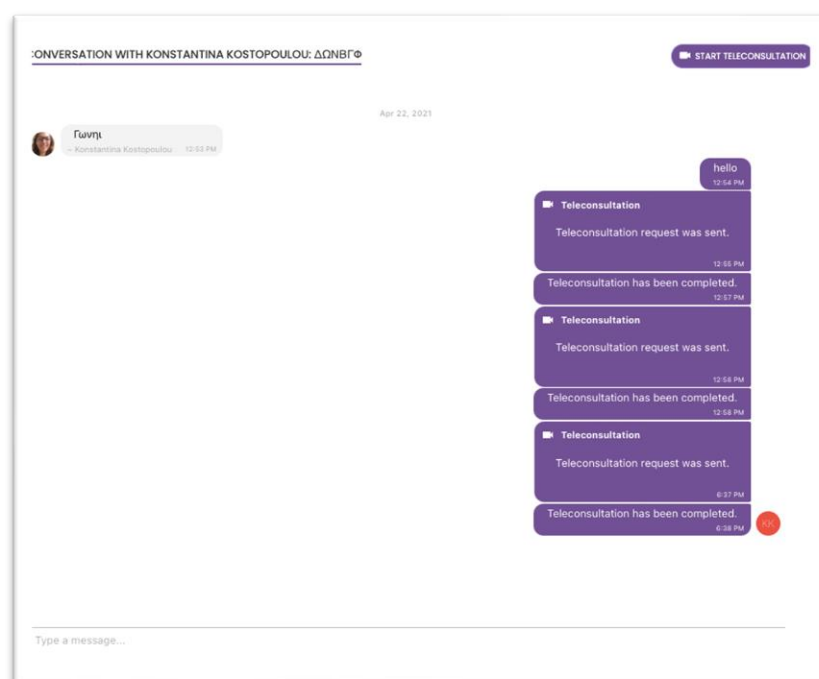 :ONVERSATION WITH KONSTANTINA KOSTOPOULOU: ΔΩΝΒΓΦ
START TELECONSULTATION
Apr 22, 2021
Γωνηι
– Konstantina Kostopoulou 12:53 PM
hello
12:54 PM
Teleconsultation
Teleconsultation request was sent.
12:55 PM
Teleconsultation has been completed.
12:57 PM
Teleconsultation
Teleconsultation request was sent.
12:58 PM
Teleconsultation has been completed.
12:58 PM
Teleconsultation
Teleconsultation request was sent.
6:37 PM
Teleconsultation has been completed.
6:38 PM
KK
Type a message...